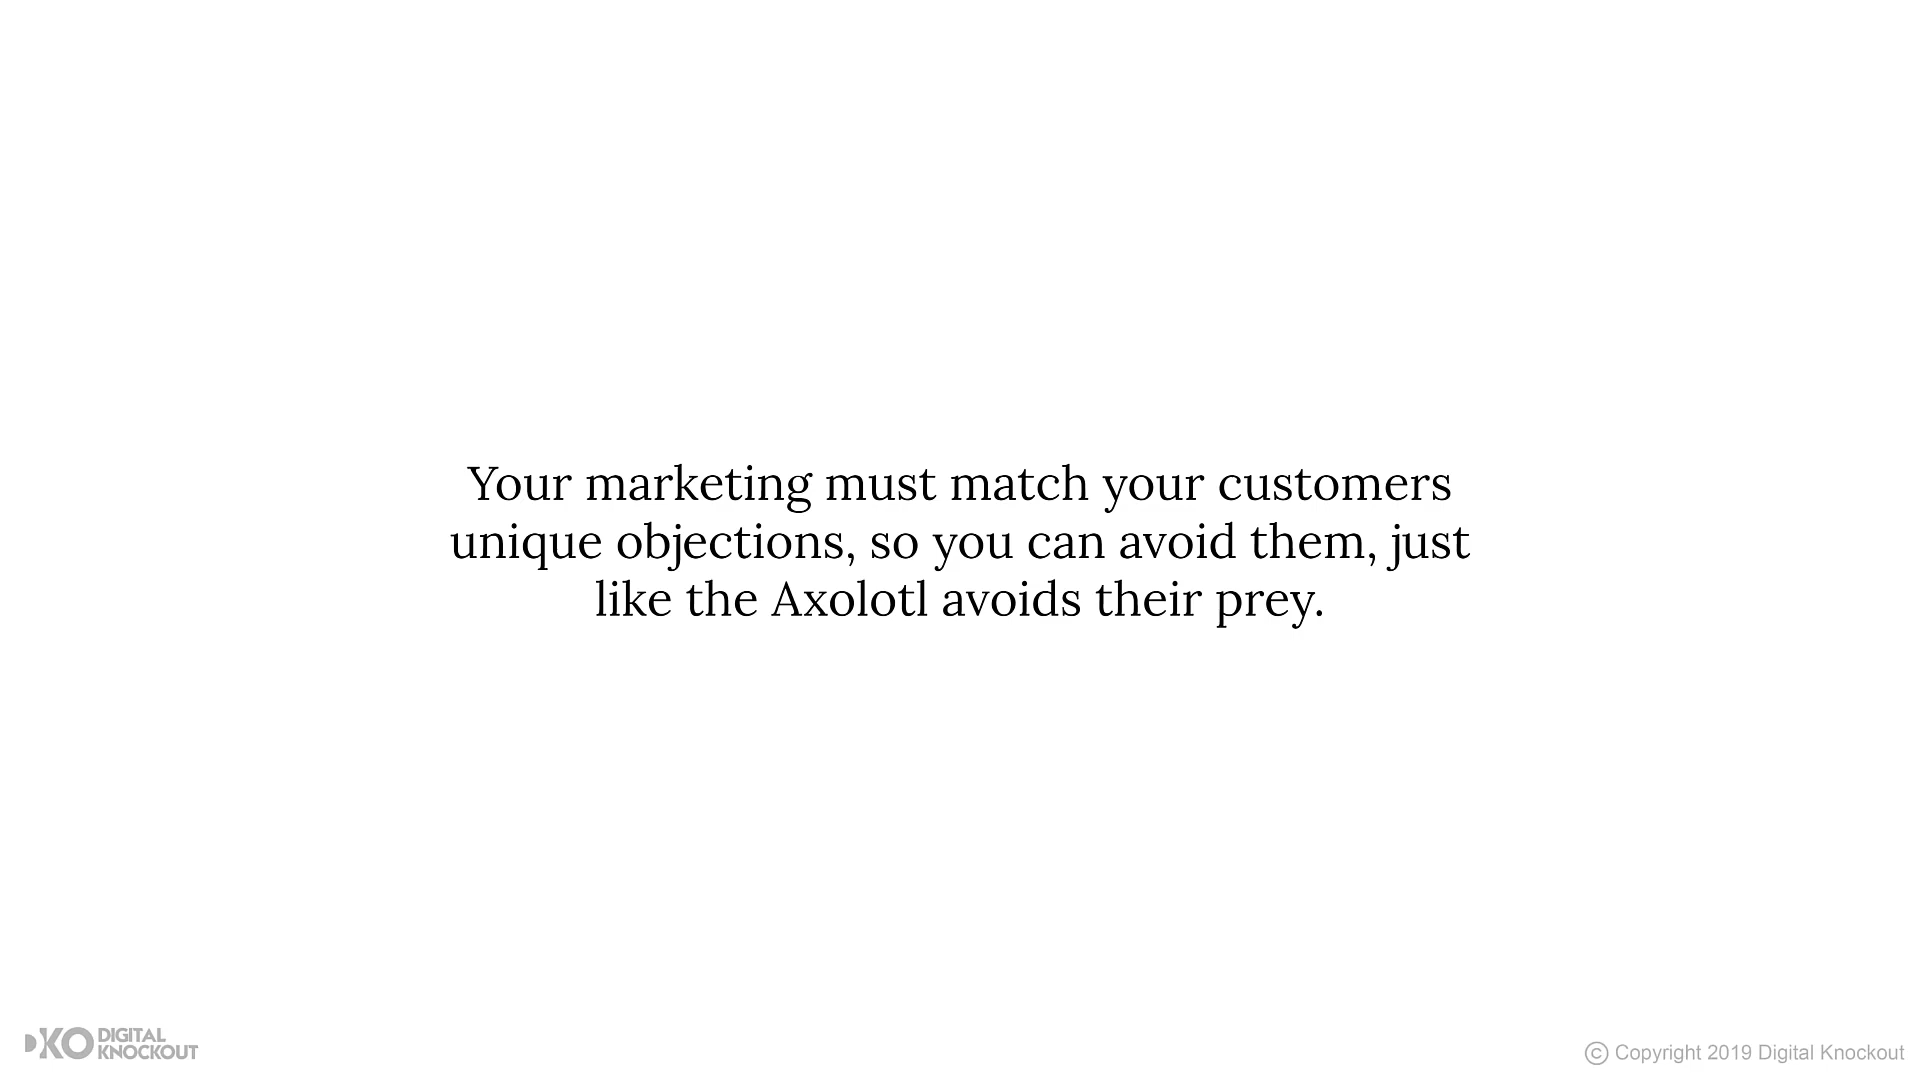 Your marketing must match your customers
unique objections, so you can avoid them, just
like the Axolotl avoids their prey.
KO DIGITAL
KNOCKOUT
© Copyright 2019 Digital Knockout